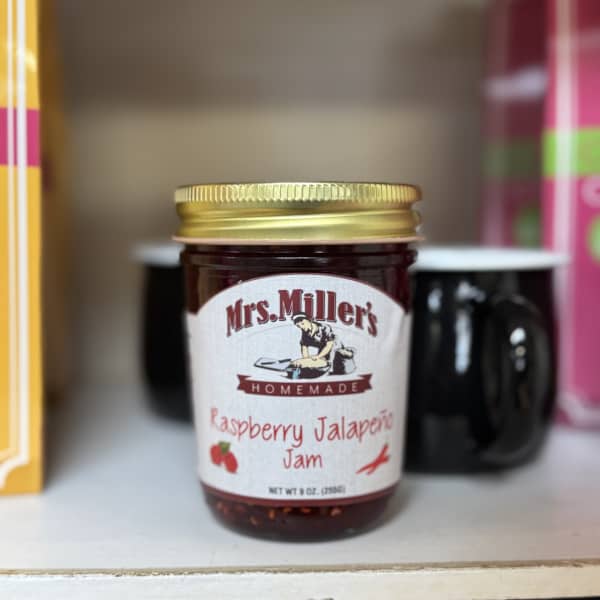 Mrs. Miller's
HOMEMADE
Raspberry Jalapeño
Jam
NET WT 9 OZ. (255G)